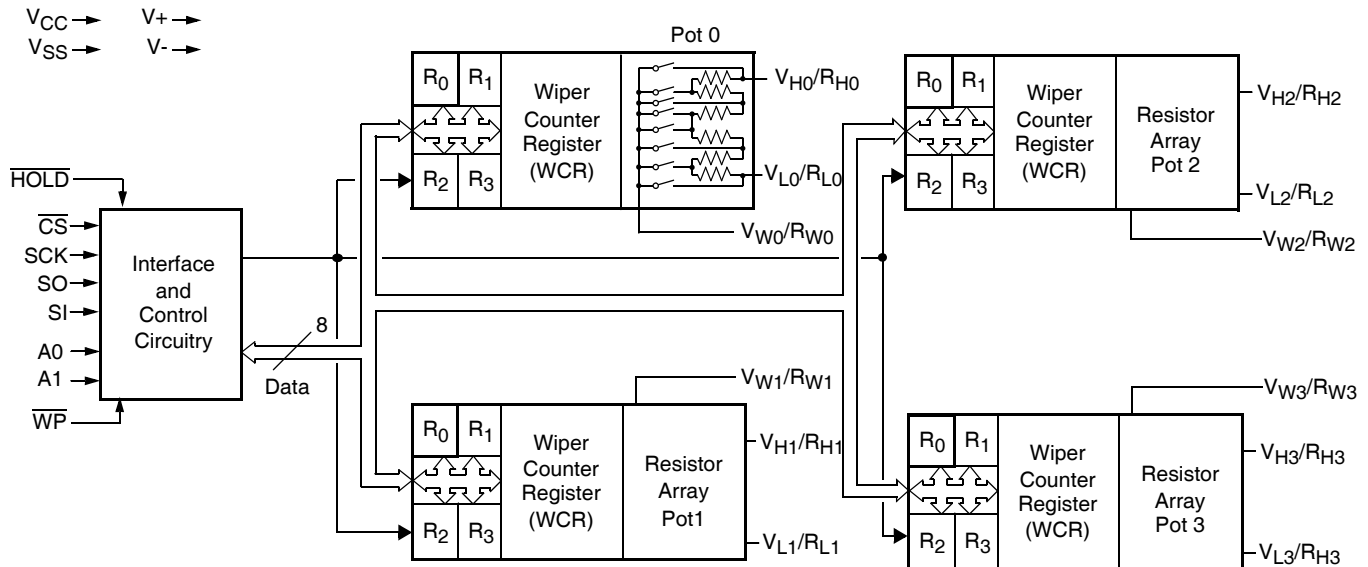 VCC V+
VSS V-
HOLD
CS
SCK
SO
SI
A0
A1
WP
Interface
and
Control
Circuitry
8
Data
Pot 0
R0 R1
R2 R3
Wiper
Counter
Register
(WCR)
VH0/RH0
VL0/RL0
VW0/RW0
R0 R1
R2 R3
Wiper
Counter
Register
(WCR)
Resistor
Array
Pot 2
VH2/RH2
VL2/RL2
VW2/RW2
VW1/RW1
R0 R1
R2 R3
Wiper
Counter
Register
(WCR)
Resistor
Array
Pot1
VH1/RH1
VL1/RL1
VW3/RW3
R0 R1
R2 R3
Wiper
Counter
Register
(WCR)
Resistor
Array
Pot 3
VH3/RH3
VL3/RH3